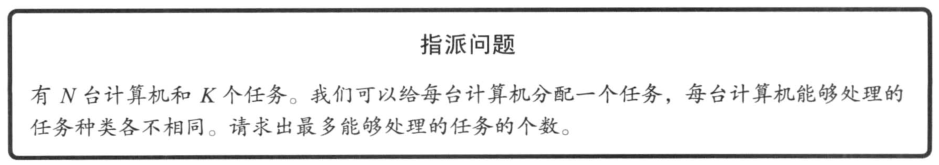 指派问题
有 N 台计算机和 K 个任务。我们可以给每台计算机分配一个任务，每台计算机能够处理的
任务种类各不相同。请求出最多能够处理的任务的个数。